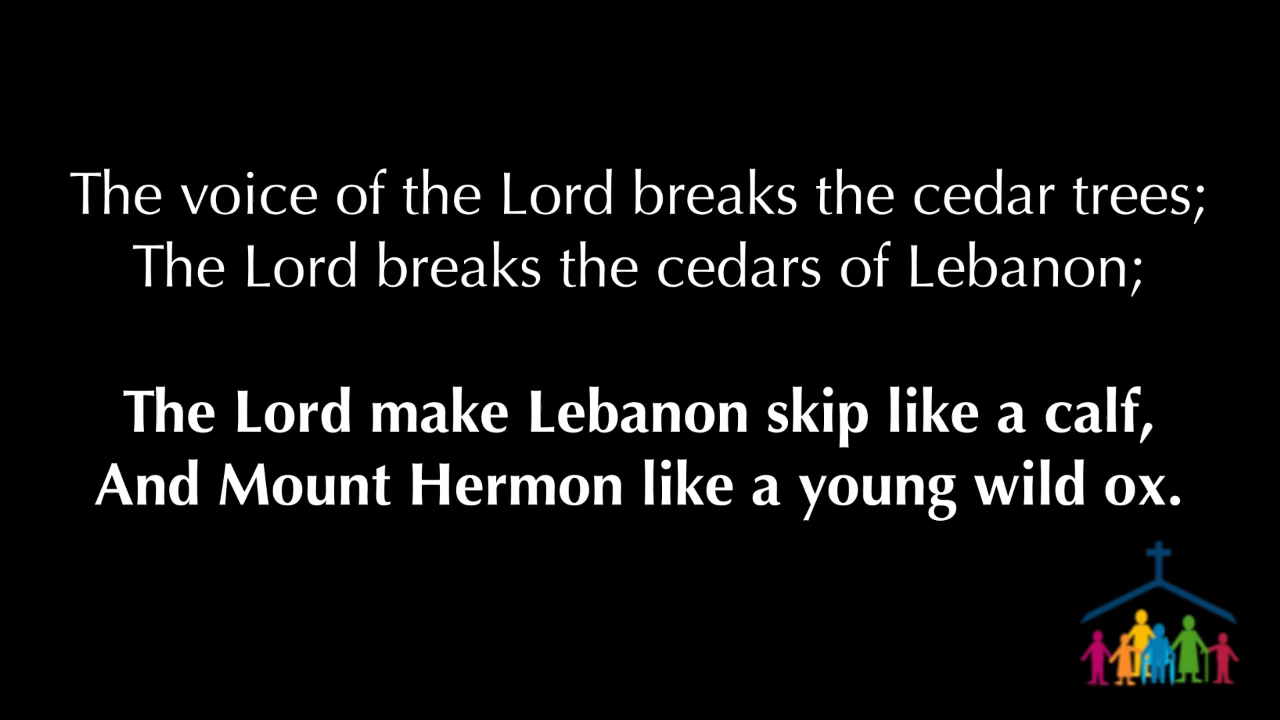 The voice of the Lord breaks the cedar trees;
The Lord breaks the cedars of Lebanon;
The Lord make Lebanon skip like a calf,
And Mount Hermon like a young wild ox.